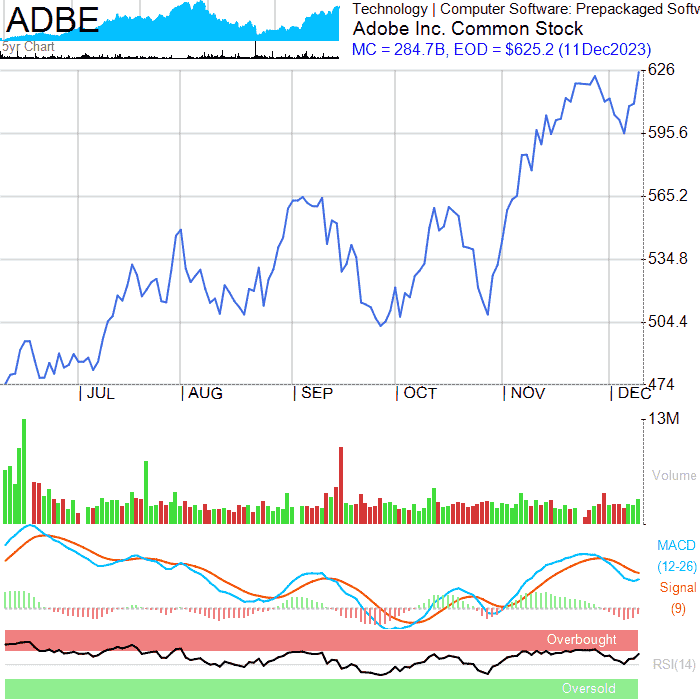 ADBE
5yr Chart
Technology | Computer Software: Prepackaged Softw
Adobe Inc. Common Stock
MC = 284.7B, EOD = $625.2 (11Dec2023)
626
595.6
565.2
534.8
504.4
474
| JUL | AUG | SEP | OCT | NOV | DEC
13M
Volume
MACD
(12-26)
Signal
(9)
Overbought
RSI(14)
Oversold